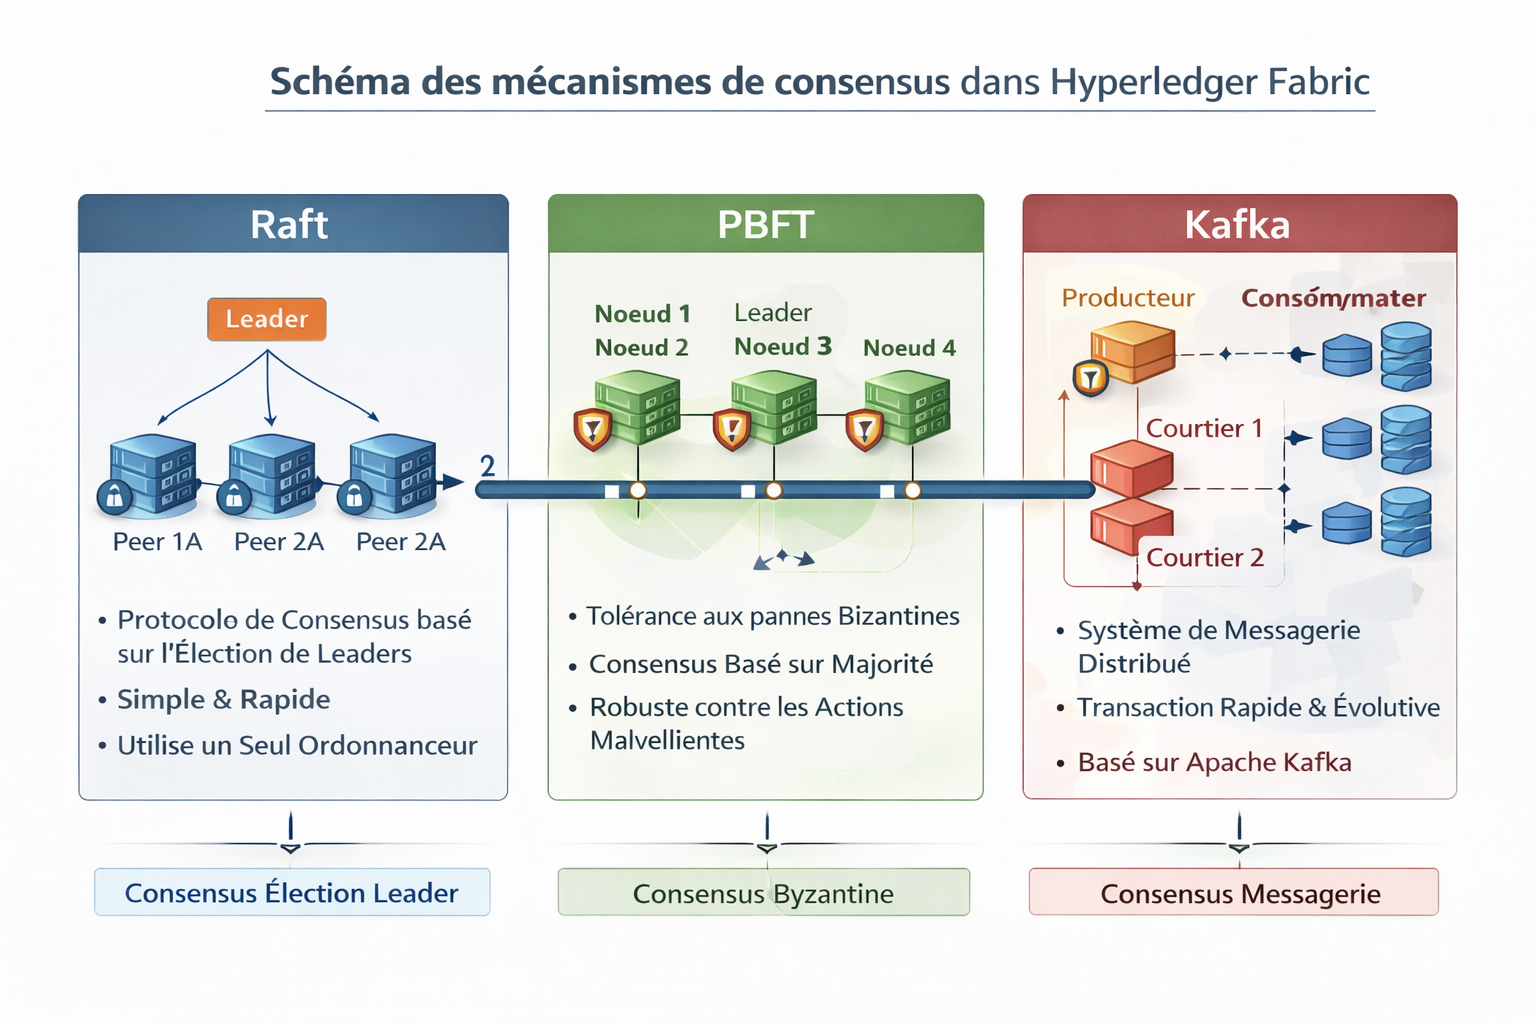 Schéma des mécanismes de consensus dans Hyperledger Fabric
Raft
Leader
2
Peer 1A
Peer 2A
Peer 2A
• Protocolo de Consensus basé
sur l'Élection de Leaders
• Simple & Rapide
• Utilise un Seul Ordonnanceur
Consensus Élection Leader
PBFT
Noeud 1
Leader
Noeud 2
Noeud 3
Noeud 4
• Tolérance aux pannes Bizantines
• Consensus Basé sur Majorité
• Robuste contre les Actions
Malvellientes
Consensus Byzantine
Kafka
Producteur
Courtier 1
Courtier 2
• Système de Messagerie
Distribué
• Transaction Rapide & Évolutive
• Basé sur Apache Kafka
Consensus Messagerie